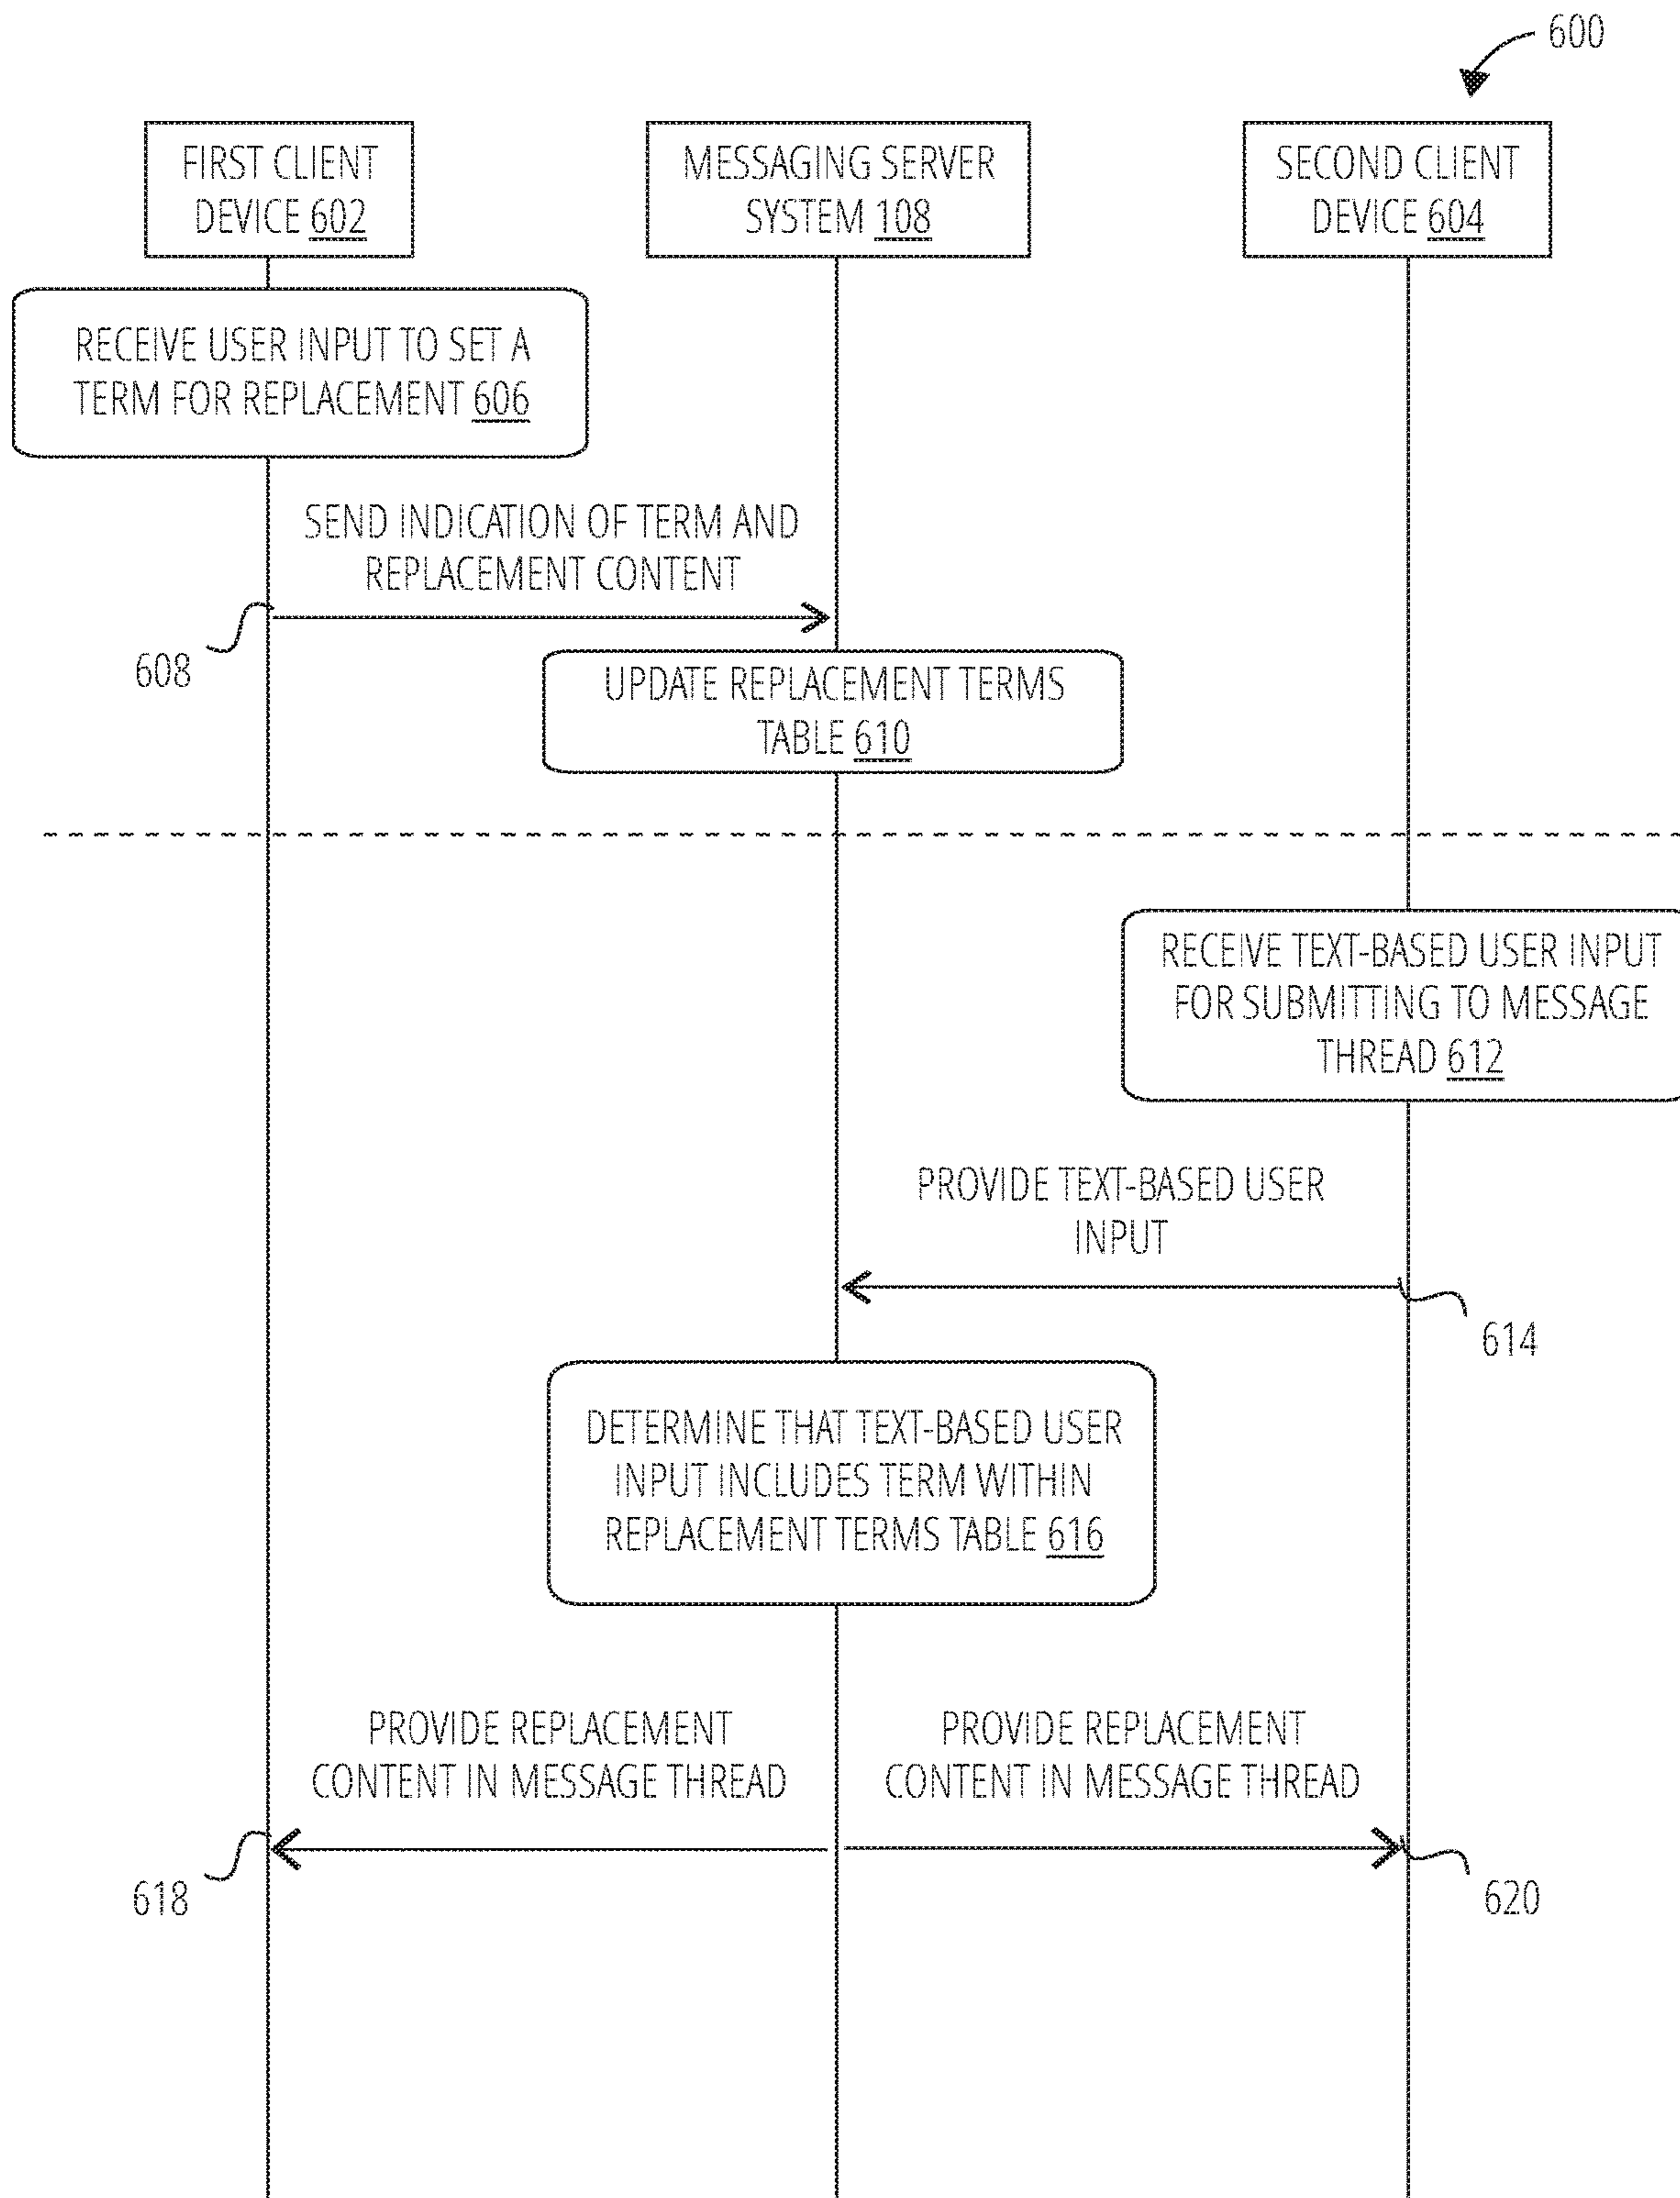 600
FIRST CLIENT
DEVICE 602
MESSAGING SERVER
SYSTEM 108
SECOND CLIENT
DEVICE 604
RECEIVE USER INPUT TO SET A
TERM FOR REPLACEMENT 606
SEND INDICATION OF TERM AND
REPLACEMENT CONTENT
608
UPDATE REPLACEMENT TERMS
TABLE 610
RECEIVE TEXT-BASED USER INPUT
FOR SUBMITTING TO MESSAGE
THREAD 612
PROVIDE TEXT-BASED USER
INPUT
614
DETERMINE THAT TEXT-BASED USER
INPUT INCLUDES TERM WITHIN
REPLACEMENT TERMS TABLE 616
PROVIDE REPLACEMENT
CONTENT IN MESSAGE THREAD
618
PROVIDE REPLACEMENT
CONTENT IN MESSAGE THREAD
620